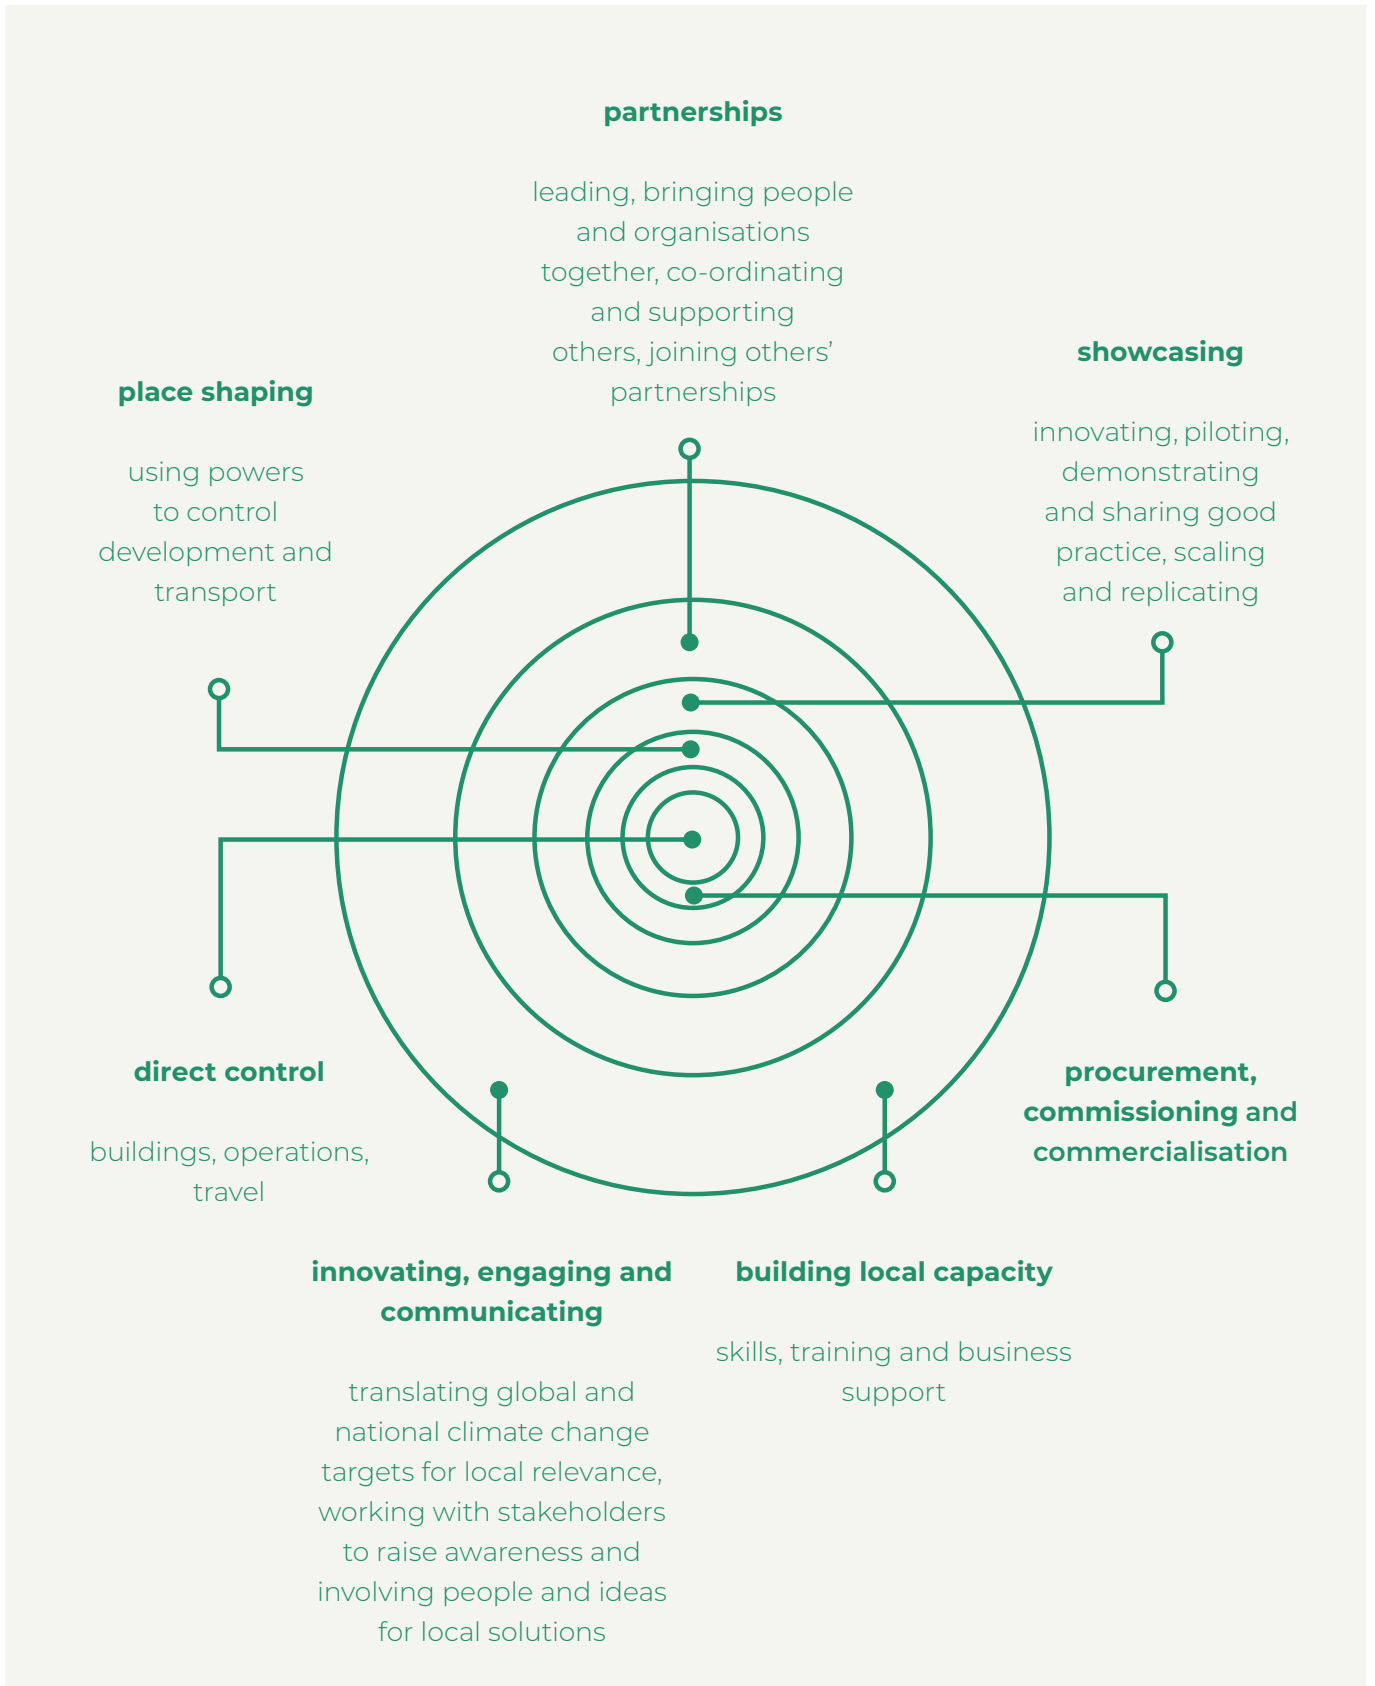 partnerships
leading, bringing people
and organisations
together, co-ordinating
and supporting
others, joining others’
partnerships
showcasing
innovating, piloting,
demonstrating
and sharing good
practice, scaling
and replicating
place shaping
using powers
to control
development and
transport
direct control
buildings, operations,
travel
procurement,
commissioning and
commercialisation
innovating, engaging and
communicating
translating global and
national climate change
targets for local relevance,
working with stakeholders
to raise awareness and
involving people and ideas
for local solutions
building local capacity
skills, training and business
support